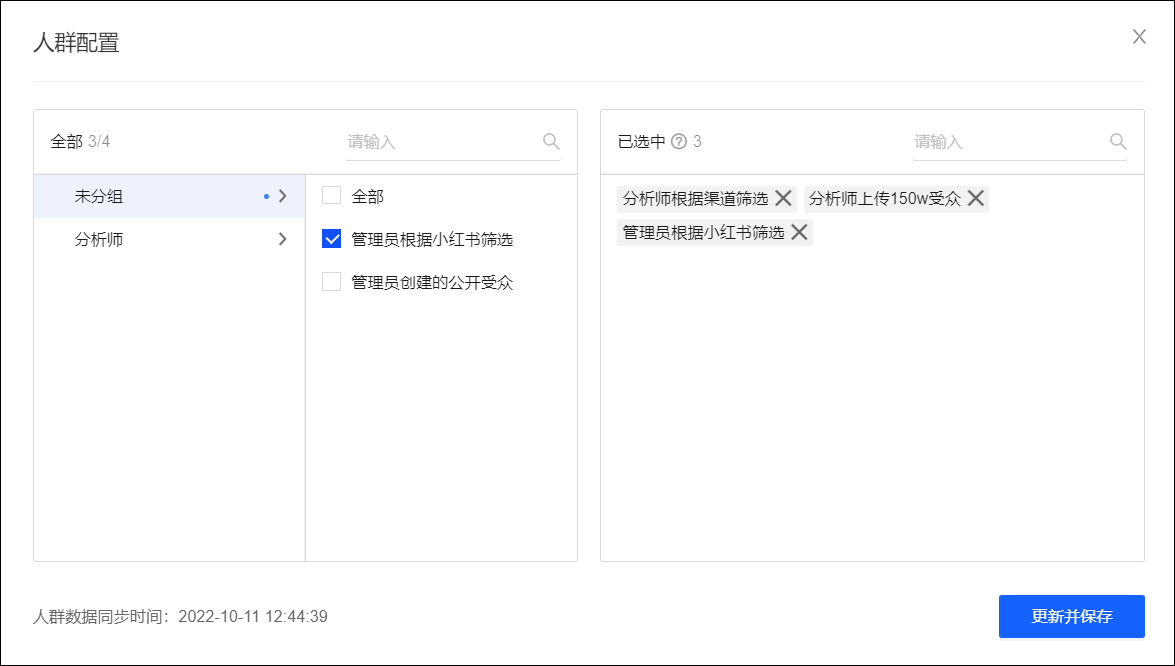 人群配置
全部 3/4
请输入
已选中 3
请输入
未分组
分析师
全部
管理员根据小红书筛选
管理员创建的公开受众
分析师根据渠道筛选 分析师上传150w受众
管理员根据小红书筛选
人群数据同步时间：2022-10-11 12:44:39
更新并保存